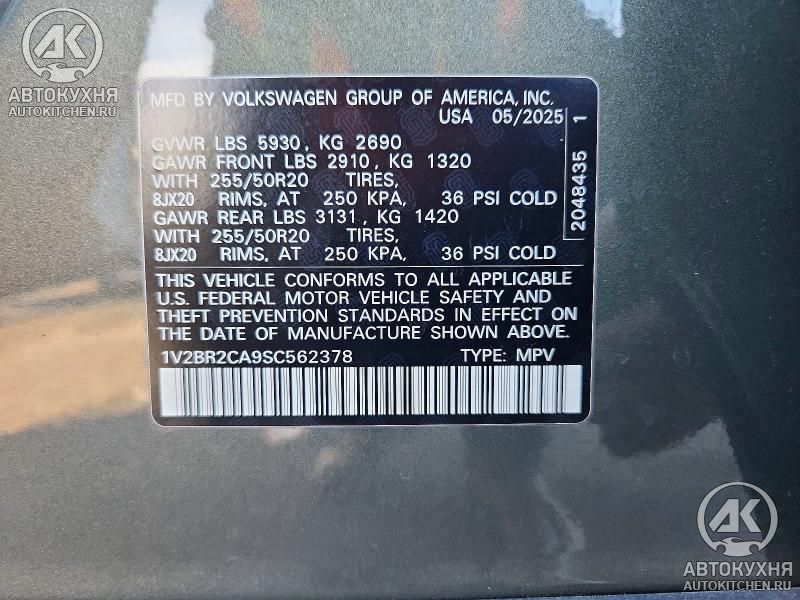 AK
АВТОКУХНЯ
AUTOKITCHEN.RU
MFD BY VOLKSWAGEN GROUP OF AMERICA, INC.
USA 05/2025
GVWR LBS 5930, KG 2690
GAWR FRONT LBS 2910, KG 1320
WITH 255/50R20 TIRES,
8JX20 RIMS, AT 250 KPA, 36 PSI COLD
GAWR REAR LBS 3131, KG 1420
WITH 255/50R20 TIRES,
8JX20 RIMS, AT 250 KPA, 36 PSI COLD
2048435 1
THIS VEHICLE CONFORMS TO ALL APPLICABLE
U.S. FEDERAL MOTOR VEHICLE SAFETY AND
THEFT PREVENTION STANDARDS IN EFFECT ON
THE DATE OF MANUFACTURE SHOWN ABOVE.
1V2BR2CA9SC562378 TYPE: MPV
AK
АВТОКУХНЯ
AUTOKITCHEN.RU